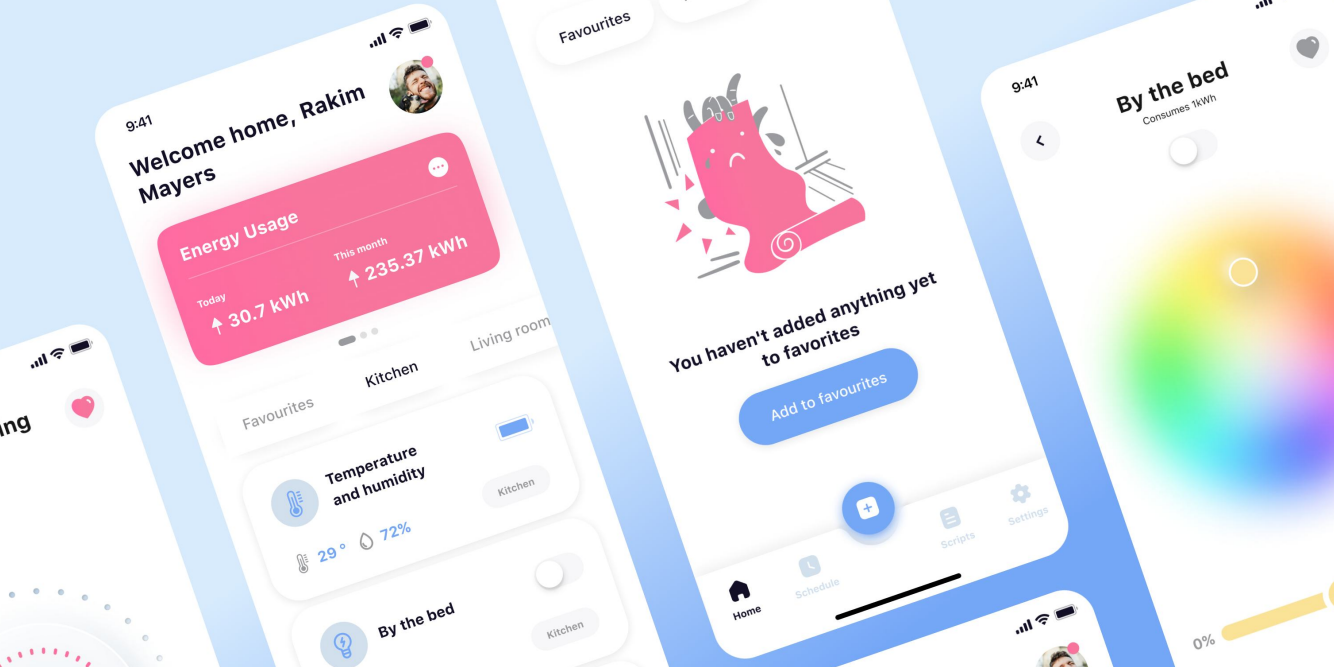 ing
9:41
Welcome home, Rakim
Mayers
Energy Usage
Today
30.7 kWh
This month
235.37 kWh
Favourites
Kitchen
Living room
Temperature
and humidity
Kitchen
29 °
72%
By the bed
Kitchen
Favourites
You haven't added anything yet
to favorites
Add to favourites
Home
Schedule
Scripts
Settings
9:41
By the bed
Consumes 1kWh
0%